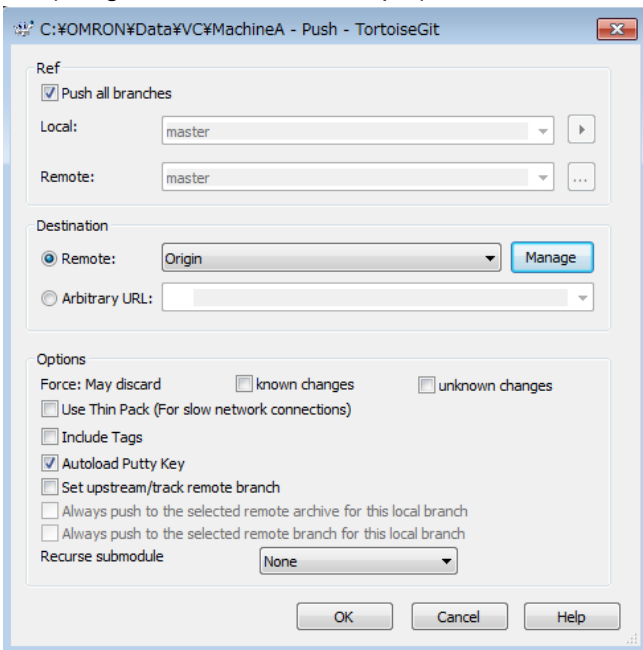 C:¥OMRON¥Data¥VC¥MachineA - Push - TortoiseGit
Ref
Push all branches
Local: master
Remote: master ...
Destination
Remote: Origin Manage
Arbitrary URL:
Options
Force: May discard known changes unknown changes
Use Thin Pack (For slow network connections)
Include Tags
Autoload Putty Key
Set upstream/track remote branch
Always push to the selected remote archive for this local branch
Always push to the selected remote branch for this local branch
Recurse submodule None
OK Cancel Help